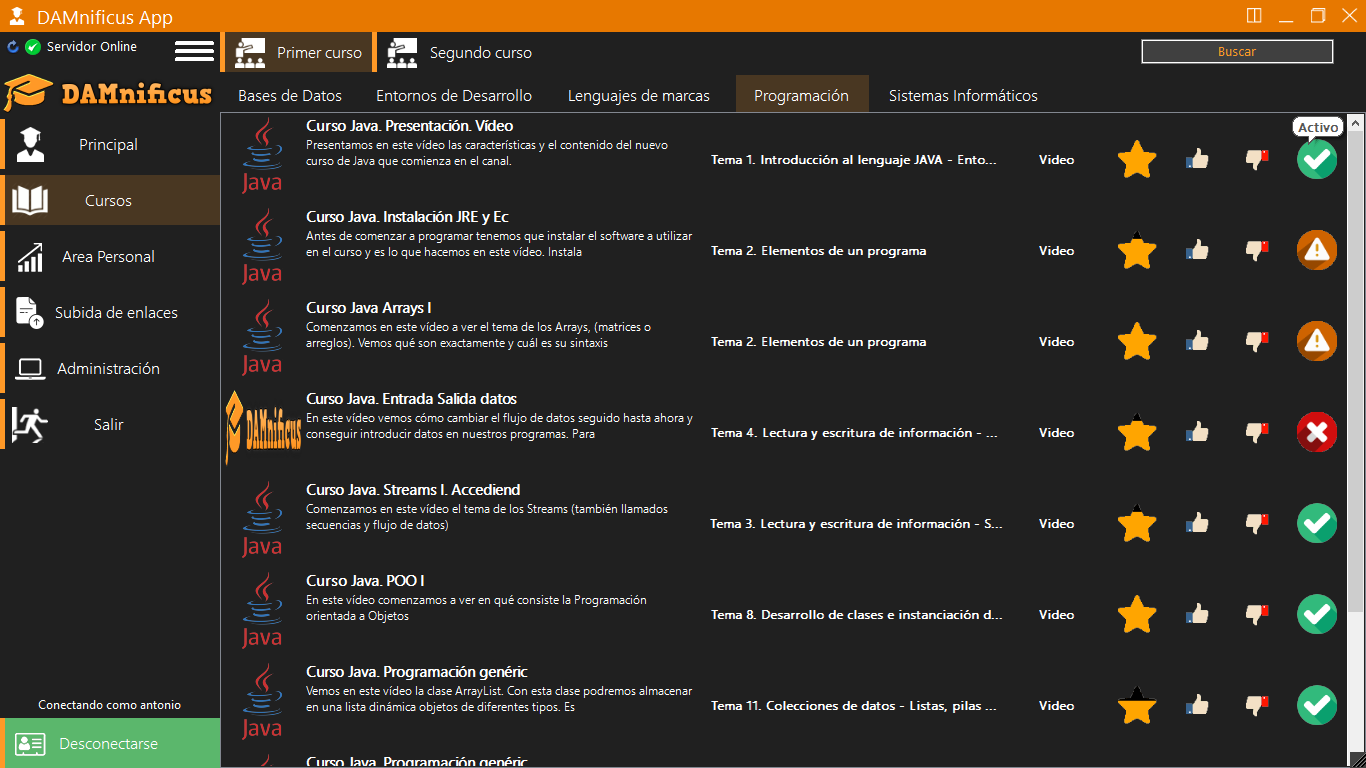 DAMnificus App
Servidor Online
Primer curso
Segundo curso
Buscar
DAMnificus
Bases de Datos
Entornos de Desarrollo
Lenguajes de marcas
Programación
Sistemas Informáticos
Principal
Cursos
Area Personal
Subida de enlaces
Administración
Salir
Conectando como antonio
Desconectarse
Java
Curso Java. Presentación. Vídeo
Presentamos en este vídeo las características y el contenido del nuevo
curso de Java que comienza en el canal.
Tema 1. Introducción al lenguaje JAVA - Ento...
Video
Activo
Java
Curso Java. Instalación JRE y Ec
Antes de comenzar a programar tenemos que instalar el software a utilizar
en el curso y es lo que hacemos en este vídeo. Instala
Tema 2. Elementos de un programa
Video
Java
Curso Java Arrays I
Comenzamos en este vídeo a ver el tema de los Arrays, (matrices o
arreglos). Vemos qué son exactamente y cuál es su sintaxis
Tema 2. Elementos de un programa
Video
DAMnificus
Curso Java. Entrada Salida datos
En este vídeo vemos cómo cambiar el flujo de datos seguido hasta ahora y
conseguir introducir datos en nuestros programas. Para
Tema 4. Lectura y escritura de información - ...
Video
Java
Curso Java. Streams I. Accediend
Comenzamos en este vídeo el tema de los Streams (también llamados
secuencias y flujo de datos)
Tema 3. Lectura y escritura de información - S...
Video
Java
Curso Java. POO I
En este vídeo comenzamos a ver en qué consiste la Programación
orientada a Objetos
Tema 8. Desarrollo de clases e instanciación d...
Video
Java
Curso Java. Programación genéric
Vemos en este vídeo la clase ArrayList. Con esta clase podremos almacenar
en una lista dinámica objetos de diferentes tipos. Es
Tema 11. Colecciones de datos - Listas, pilas ...
Video
Curso Java. Programación genéric